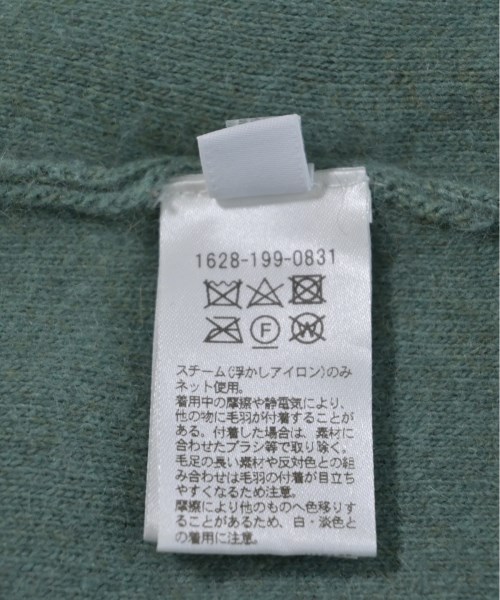 1628-199-0831
F
W
スチーム(浮かしアイロン)のみ
ネット使用。
着用中の摩擦や静電気により、
他の物に毛羽が付着することが
ある。付着した場合は、素材に
合わせたブラシ等で取り除く。
毛足の長い素材や反対色との組
み合わせは毛羽の付着が目立ち
やすくなるため注意。
摩擦により他のものへ色移りす
ることがあるため、白・淡色と
の着用に注意。